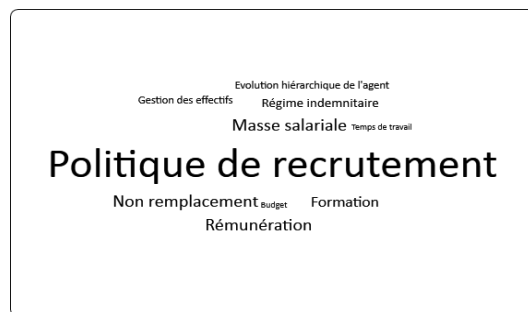 Evolution hiérarchique de l'agent
Gestion des effectifs Régime indemnitaire
Masse salariale Temps de travail
Politique de recrutement
Non remplacement Budget Formation
Rémunération